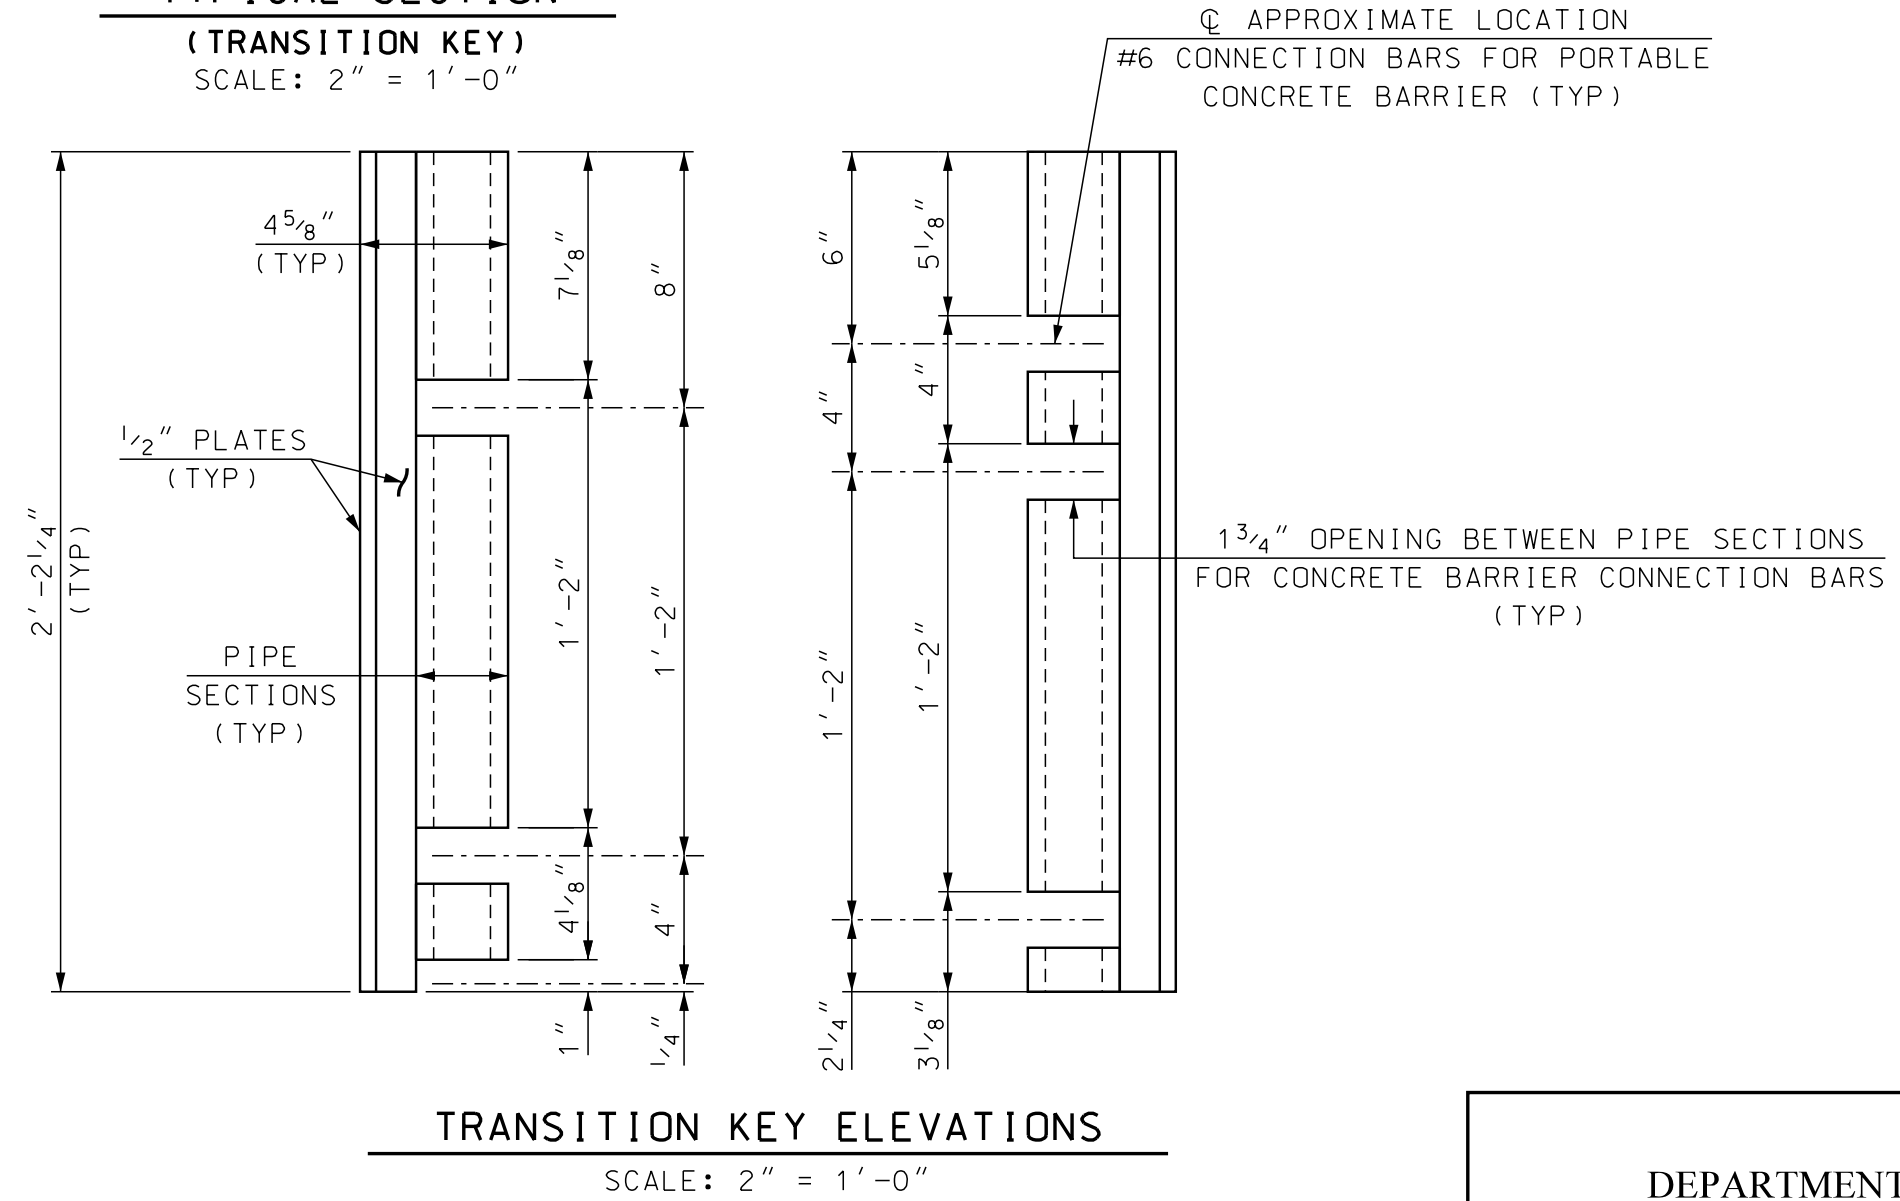 TYPICAL SECTION
(TRANSITION KEY)
SCALE: 2" = 1'-0"
℄ APPROXIMATE LOCATION
#6 CONNECTION BARS FOR PORTABLE
CONCRETE BARRIER (TYP)
4 5/8"
(TYP)
7 1/8"
8"
6"
5 1/8"
4"
4"
1/2" PLATES
(TYP)
2'-2 1/4"
(TYP)
1'-2"
1'-2"
1 3/4" OPENING BETWEEN PIPE SECTIONS
FOR CONCRETE BARRIER CONNECTION BARS
(TYP)
PIPE
SECTIONS
(TYP)
1'-2"
1'-2"
4 1/8"
4"
1"
1/4"
2 1/4"
3 1/8"
TRANSITION KEY ELEVATIONS
SCALE: 2" = 1'-0"
DEPARTMENT